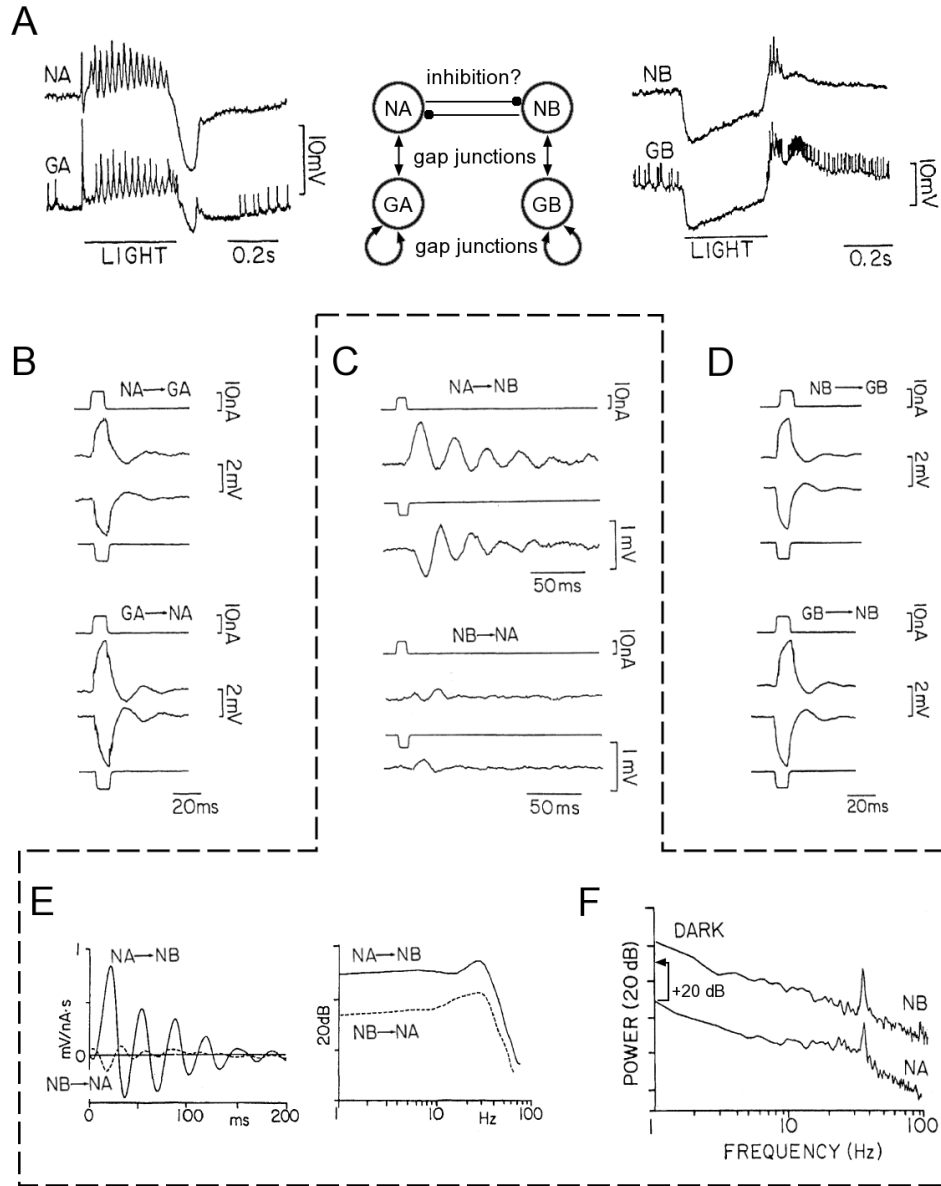 A
NA
GA
LIGHT
0.2s
10mV
inhibition?
NA
NB
gap junctions
GA
GB
gap junctions
NB
GB
LIGHT
0.2s
10mV
B
NA→GA
10nA
2mV
GA→NA
10nA
2mV
20ms
C
NA→NB
10nA
1mV
50ms
NB→NA
10nA
1mV
50ms
D
NB→GB
10nA
2mV
GB→NB
10nA
2mV
20ms
E
1
NA→NB
mV/nA·s
0
NB→NA
0
100
200
ms
NA→NB
20dB
NB→NA
1
10
Hz
100
F
DARK
+20 dB
POWER (20 dB)
NB
NA
1
10
100
FREQUENCY (Hz)